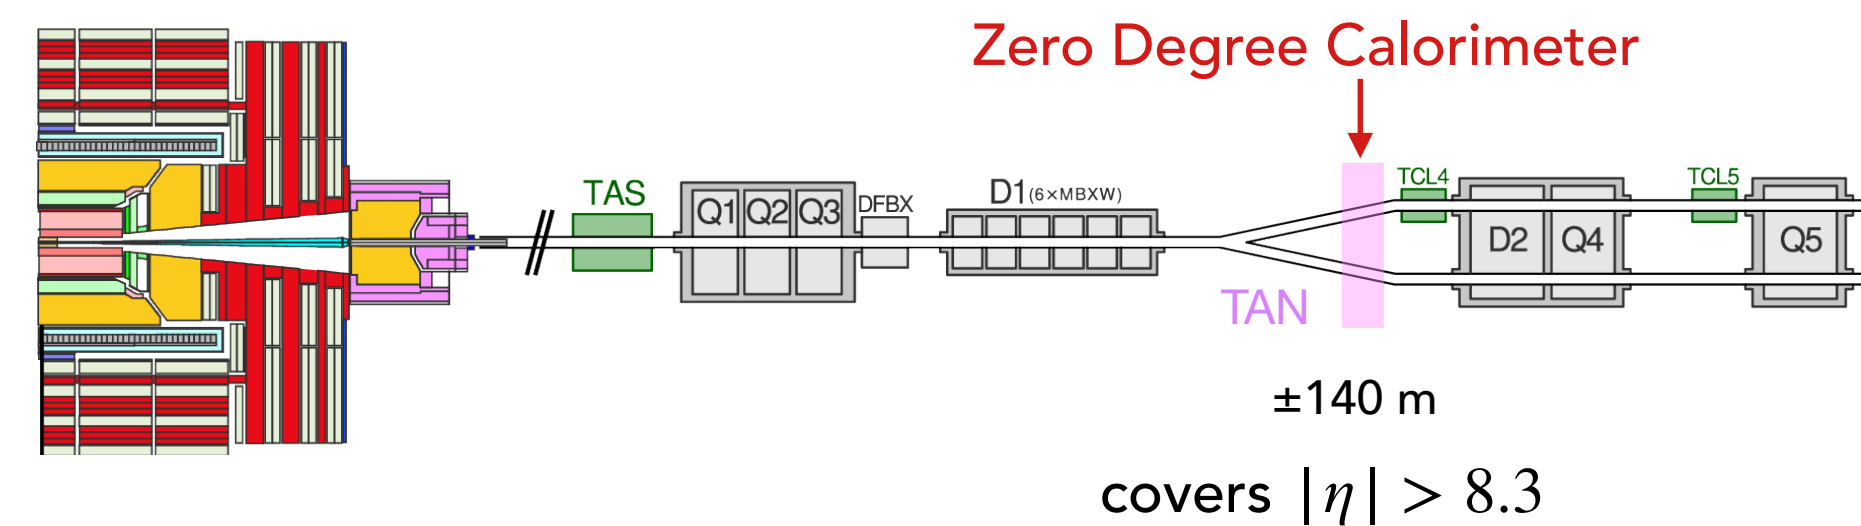 Zero Degree Calorimeter
TAS
Q1 Q2 Q3
DFBX
D1 (6×MBXW)
TAN
TCL4
D2 Q4
TCL5
Q5
±140 m
covers |η| > 8.3